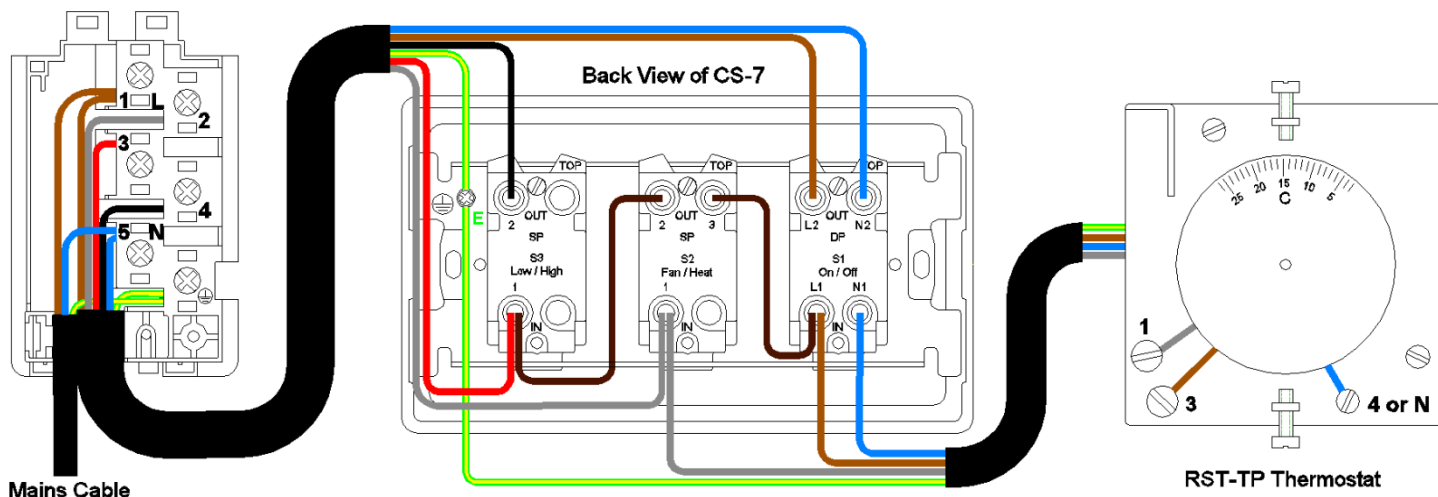 1 L
2
3
4
5 N
Mains Cable
Back View of CS-7
E
TOP
OUT
2
SP
S3
Low / High
1
IN
TOP
OUT
2 3
SP
S2
Fan / Heat
1
IN
TOP
OUT
L2 N2
DP
S1
On / Off
L1 N1
IN
25 20 15 10 5
C
1
3
4 or N
RST-TP Thermostat